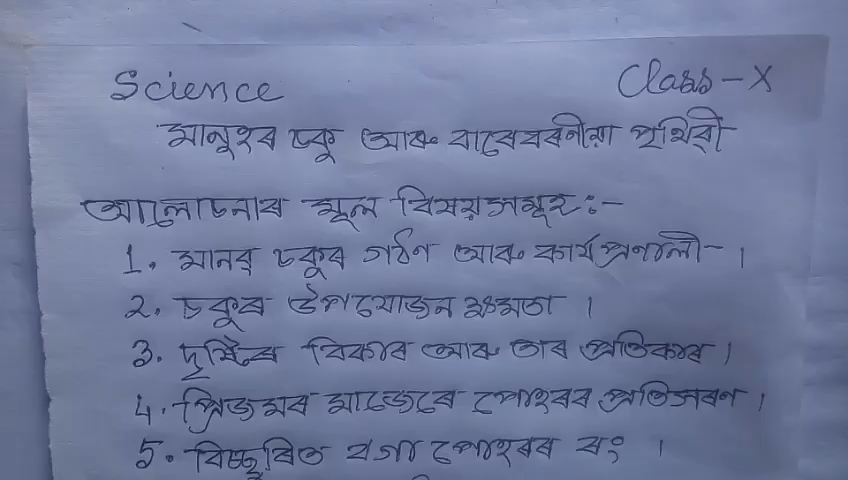 Science Class-X
মানুহৰ চকু আৰু বাৰেবৰণীয়া পৃথিৱী
আলোচনাৰ মূল বিষয়সমূহ:-
1. মানৱ চকুৰ গঠণ আৰু কাৰ্যপ্ৰণালী-।
2. চকুৰ উপযোজন ক্ষমতা ।
3. দৃষ্টিৰ বিকাৰ আৰু তাৰ প্ৰতিকাৰ ।
4. প্ৰিজমৰ মাজেৰে পোহৰৰ প্ৰতিসৰণ ।
5. বিচ্ছুৰিত বগা পোহৰৰ ৰং ।